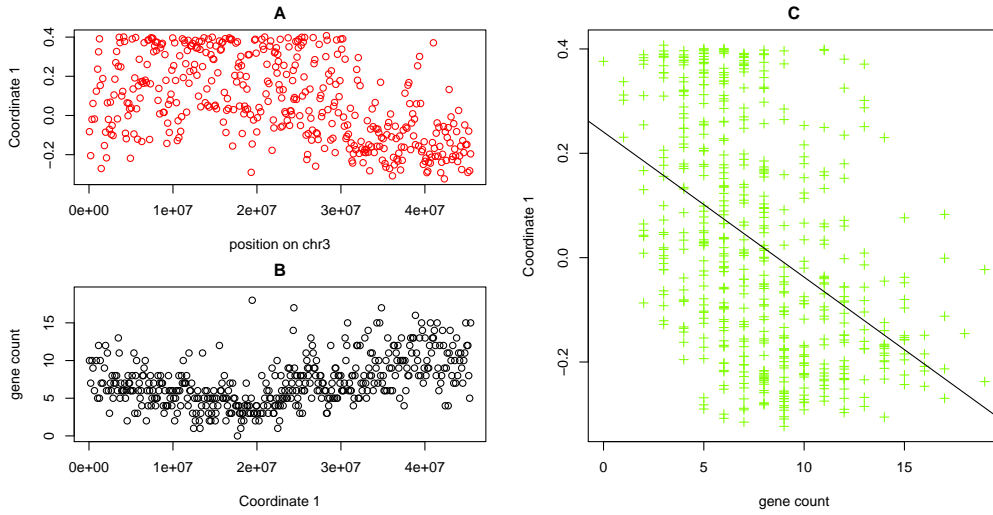 A
Coordinate 1
0.4
0.2
0.0
−0.2
0e+00 1e+07 2e+07 3e+07 4e+07
position on chr3
B
gene count
15
10
5
0
0e+00 1e+07 2e+07 3e+07 4e+07
Coordinate 1
C
Coordinate 1
0.4
0.2
0.0
−0.2
0 5 10 15
gene count